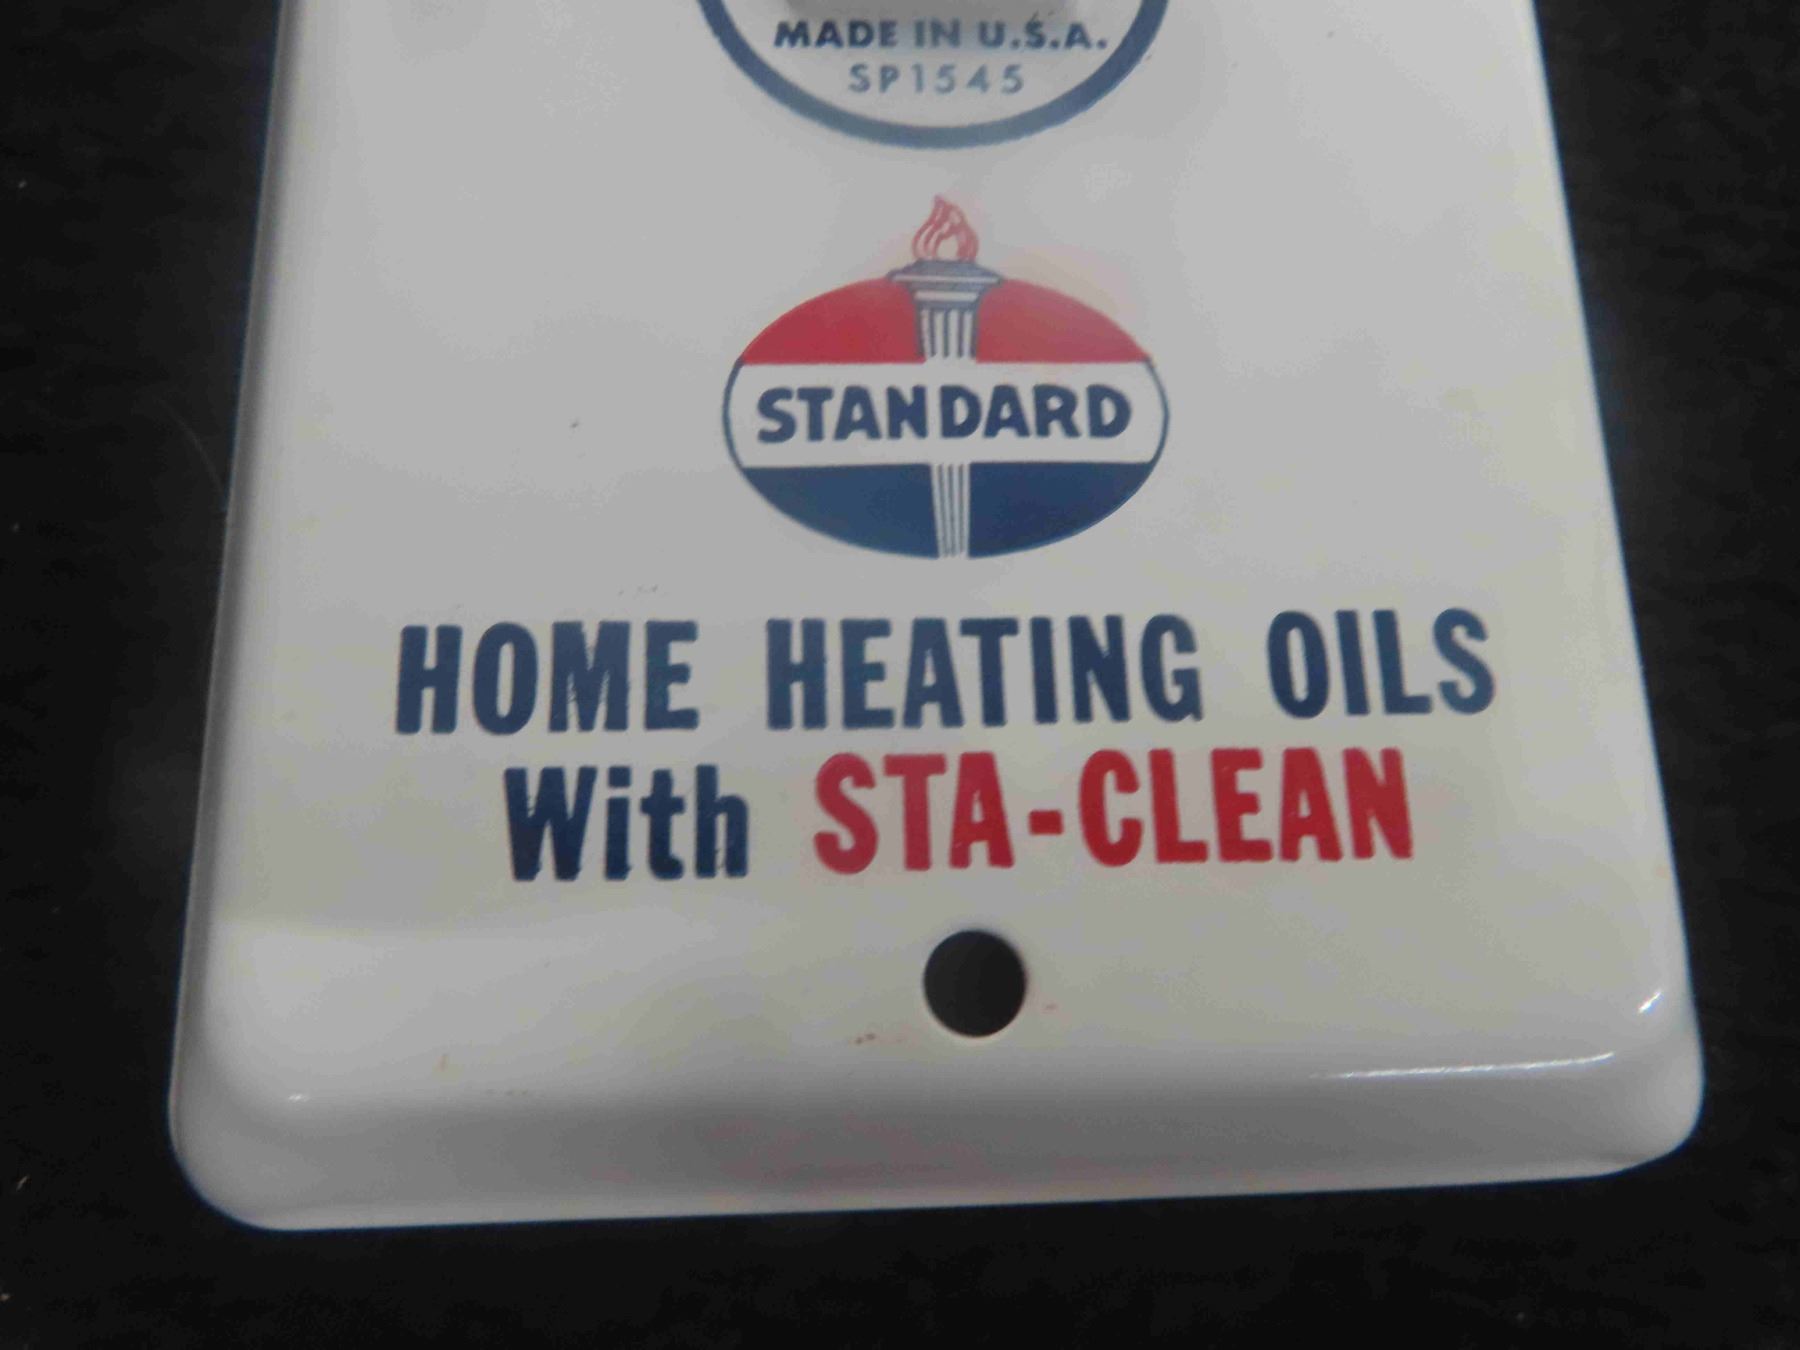 MADE IN U.S.A.
SP1545
STANDARD
HOME HEATING OILS
With STA-CLEAN